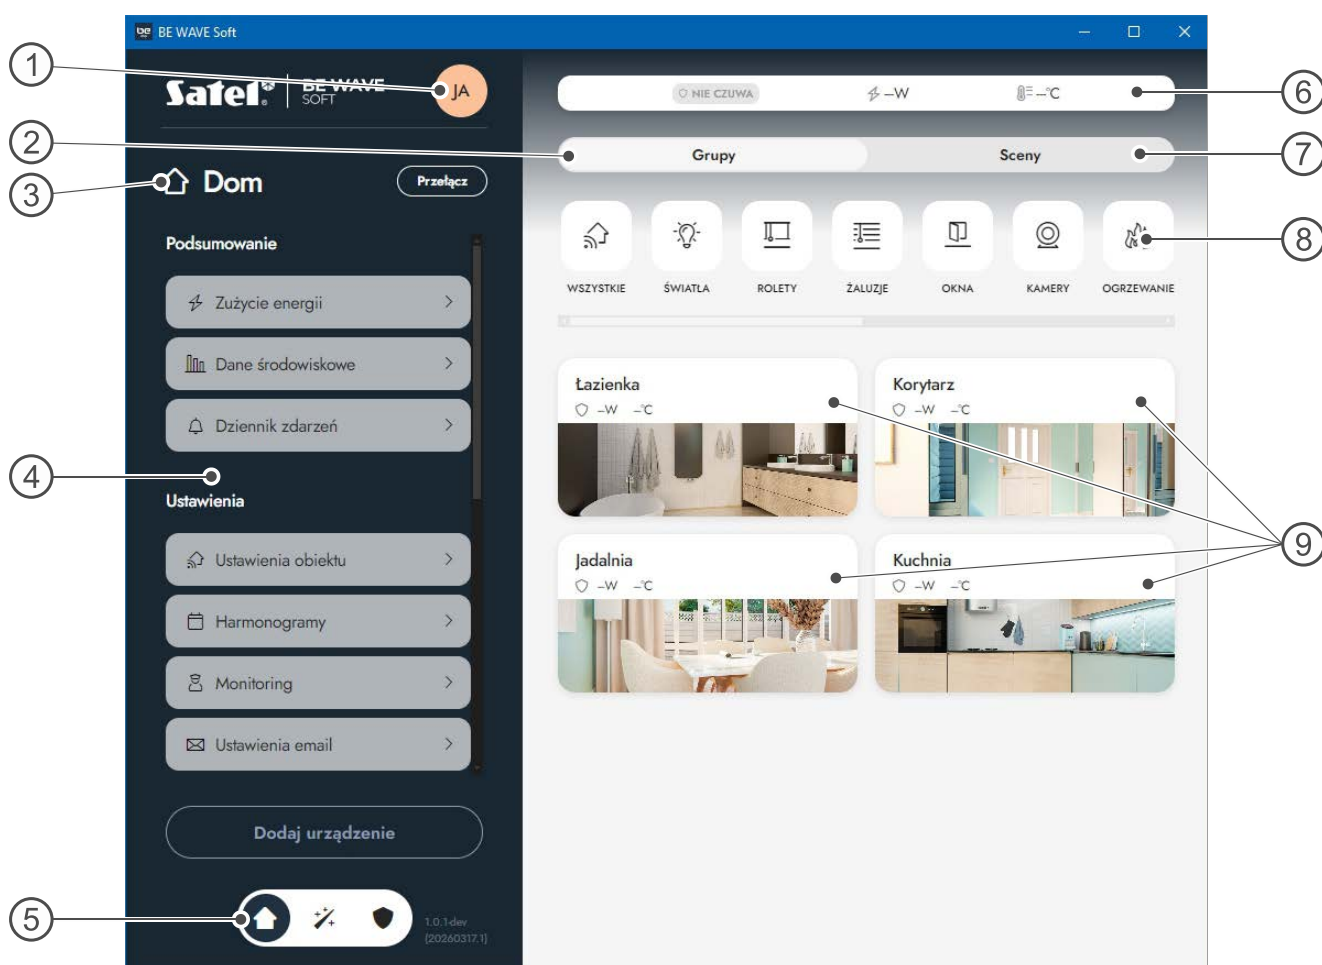 BE WAVE Soft
1
Satel®
BE WAVE
SOFT
JA
NIE CZUWA
–W
–°C
6
2
Grupy
Sceny
7
3
Dom
Przełącz
Podsumowanie
8
WSZYSTKIE
ŚWIATŁA
ROLETY
ŻALUZJE
OKNA
KAMERY
OGRZEWANIE
Zużycie energii
Dane środowiskowe
Dziennik zdarzeń
Łazienka
–W –°C
Korytarz
–W –°C
4
Ustawienia
9
Jadalnia
–W –°C
Kuchnia
–W –°C
Ustawienia obiektu
Harmonogramy
Monitoring
Ustawienia email
Dodaj urządzenie
5
1.0.1-dev
(20260317.1)